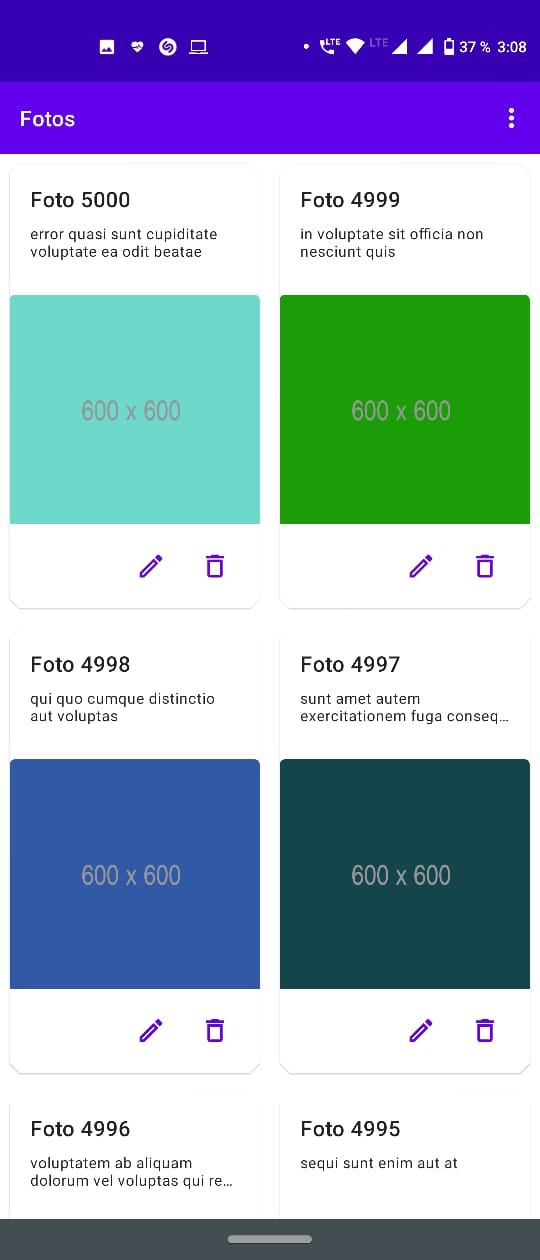 LTE LTE 37 % 3:08
Fotos
Foto 5000
error quasi sunt cupiditate
voluptate ea odit beatae
600 x 600
Foto 4999
in voluptate sit officia non
nesciunt quis
600 x 600
Foto 4998
qui quo cumque distinctio
aut voluptas
600 x 600
Foto 4997
sunt amet autem
exercitationem fuga conseq…
600 x 600
Foto 4996
voluptatem ab aliquam
dolorum vel voluptas qui re…
Foto 4995
sequi sunt enim aut at